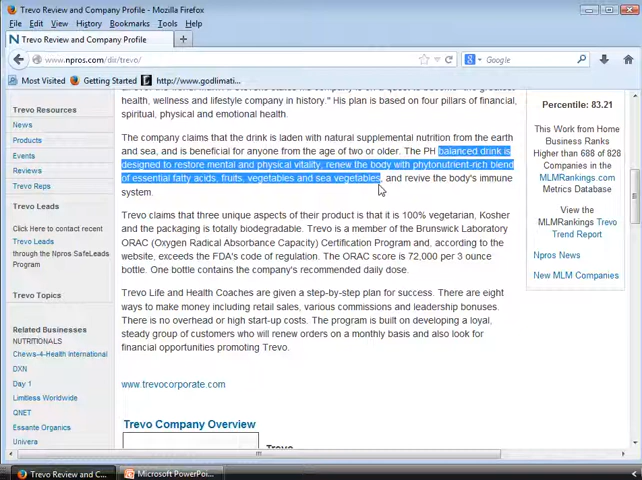 Trevo Review and Company Profile - Mozilla Firefox
File Edit View History Bookmarks Tools Help
Trevo Review and Company Profile
www.npros.com/dir/trevo/
Google
Most Visited Getting Started http://www.godlimati...
health, wellness and lifestyle company in history." His plan is based on four pillars of financial,
spiritual, physical and emotional health.
The company claims that the drink is laden with natural supplemental nutrition from the earth
and sea, and is beneficial for anyone from the age of two or older. The PH balanced drink is
designed to restore mental and physical vitality, renew the body with phytonutrient-rich blend
of essential fatty acids, fruits, vegetables and sea vegetables, and revive the body's immune
system.
Trevo claims that three unique aspects of their product is that it is 100% vegetarian, Kosher
and the packaging is totally biodegradable. Trevo is a member of the Brunswick Laboratory
ORAC (Oxygen Radical Absorbance Capacity) Certification Program and, according to the
website, exceeds the FDA's code of regulation. The ORAC score is 72,000 per 3 ounce
bottle. One bottle contains the company's recommended daily dose.
Trevo Life and Health Coaches are given a step-by-step plan for success. There are eight
ways to make money including retail sales, various commissions and leadership bonuses.
There is no overhead or high start-up costs. The program is built on developing a loyal,
steady group of customers who will renew orders on a monthly basis and also look for
financial opportunities promoting Trevo.
www.trevocorporate.com
Trevo Company Overview
Trevo
Trevo Resources
News
Products
Events
Reviews
Trevo Reps
Trevo Leads
Click Here to contact recent
Trevo Leads
through the Npros SafeLeads
Program
Trevo Topics
Related Businesses
NUTRITIONALS
Chews-4-Health International
DXN
Day 1
Limitless Worldwide
QNET
Essante Organics
Univera
Percentile: 83.21
This Work from Home
Business Ranks
Higher than 688 of 828
Companies in the
MLMRankings.com
Metrics Database
View the
MLMRankings Trevo
Trend Report
Npros News
New MLM Companies
Trevo Review and C...
Microsoft PowerPoi...